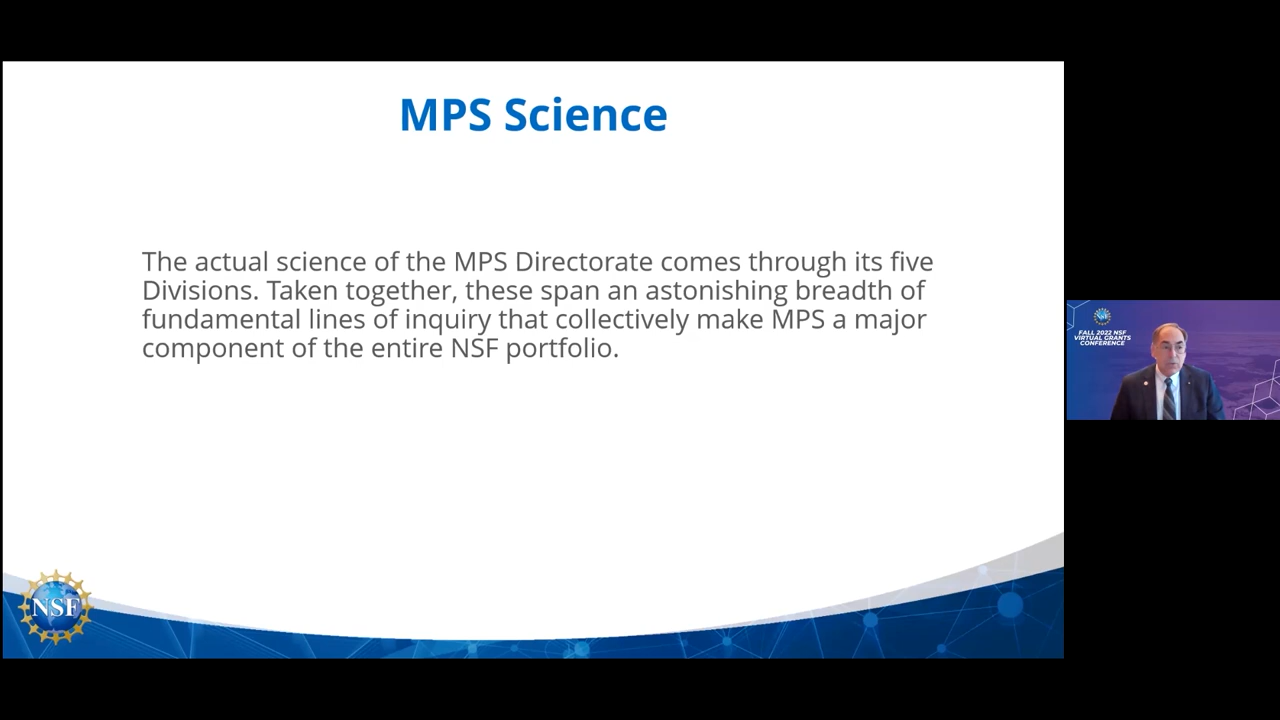 MPS Science
The actual science of the MPS Directorate comes through its five
Divisions. Taken together, these span an astonishing breadth of
fundamental lines of inquiry that collectively make MPS a major
component of the entire NSF portfolio.
NSF
FALL 2022 NSF
VIRTUAL GRANTS
CONFERENCE